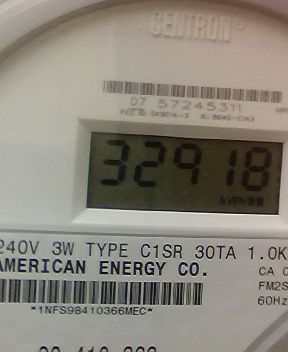 CENTRON
07 57245311
32918
kWh
240V 3W TYPE C1SR 30TA 1.0K
AMERICAN ENERGY CO.
CA 0
FM2S
60Hz
*1NFS98410366MEC*